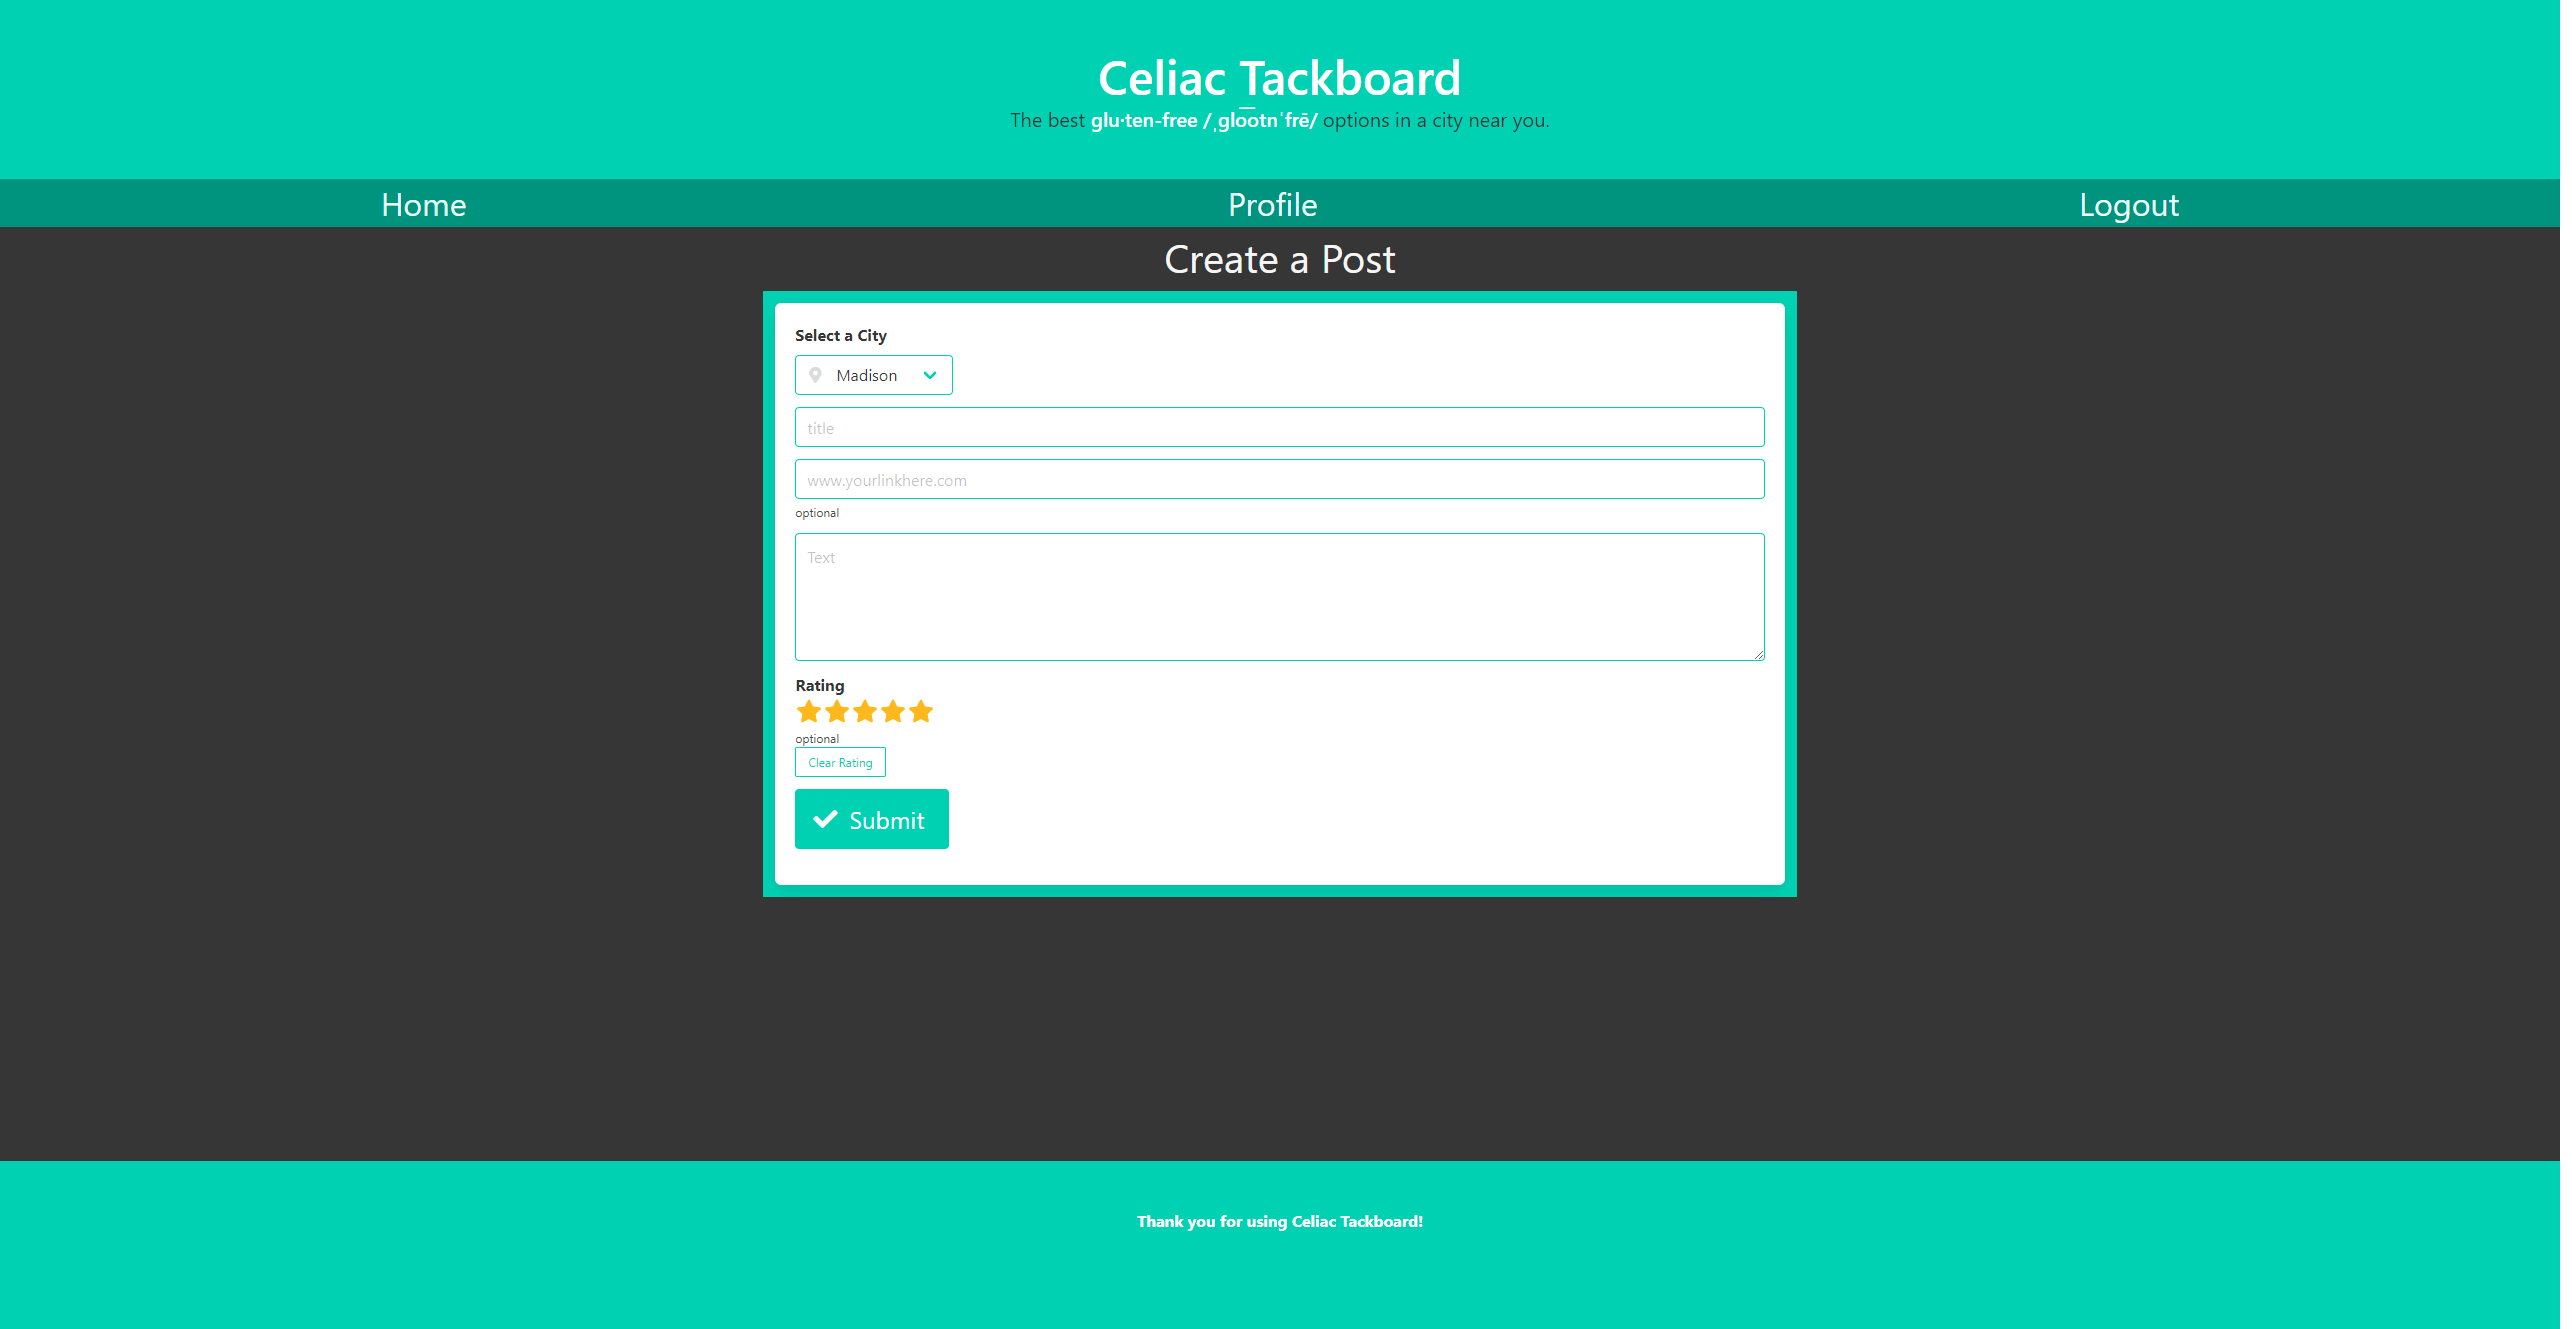 Celiac Tackboard
The best glu·ten-free /ˌglo͞otnˈfrē/ options in a city near you.
Home Profile Logout
Create a Post
Select a City
Madison
title
www.yourlinkhere.com
optional
Text
Rating
optional
Clear Rating
Submit
Thank you for using Celiac Tackboard!